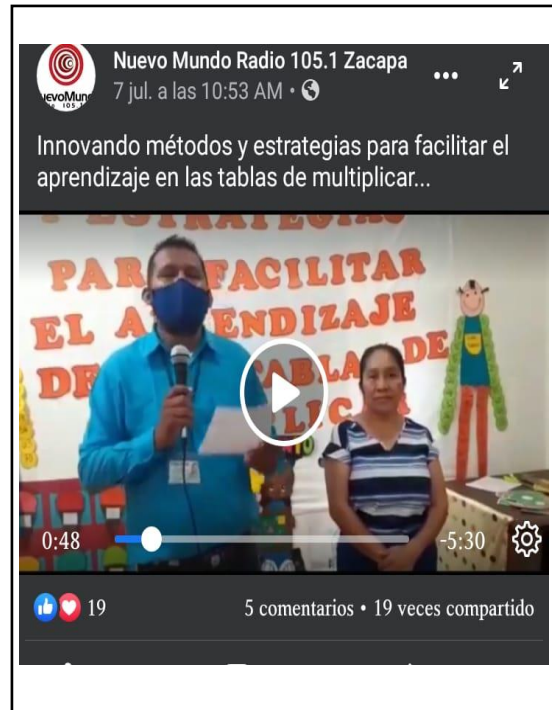 Nuevo Mundo Radio 105.1 Zacapa
7 jul. a las 10:53 AM
Innovando métodos y estrategias para facilitar el
aprendizaje en las tablas de multiplicar...
ESTRATEGIAS
PARA FACILITAR
EL APRENDIZAJE
DE
0:48
-5:30
19
5 comentarios • 19 veces compartido